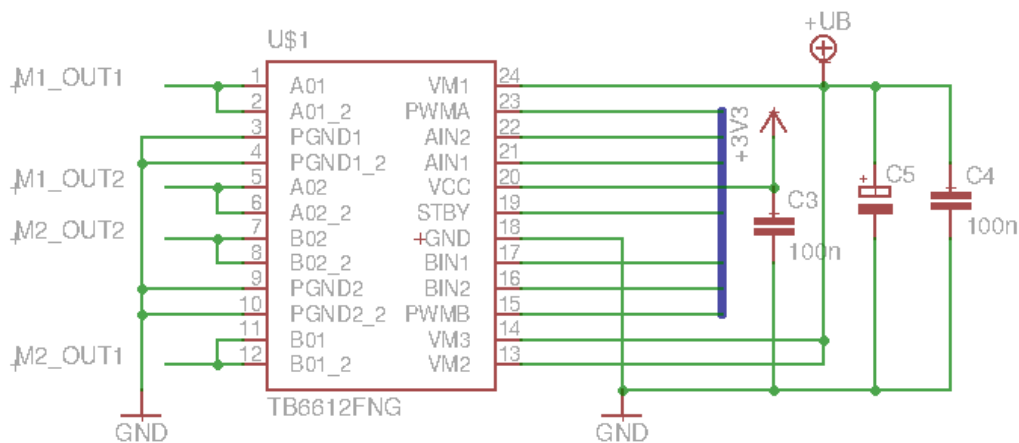 +UB
U$1
M1_OUT1
1 A01 VM1 24
2 A01_2 PWMA 23
3 PGND1 AIN2 22
+3V3
4 PGND1_2 AIN1 21
M1_OUT2
5 A02 VCC 20
C5
C4
6 A02_2 STBY 19
C3
100n
M2_OUT2
7 B02 GND 18
100n
8 B02_2 BIN1 17
9 PGND2 BIN2 16
10 PGND2_2 PWMB 15
11 B01 VM3 14
M2_OUT1
12 B01_2 VM2 13
TB6612FNG
GND
GND